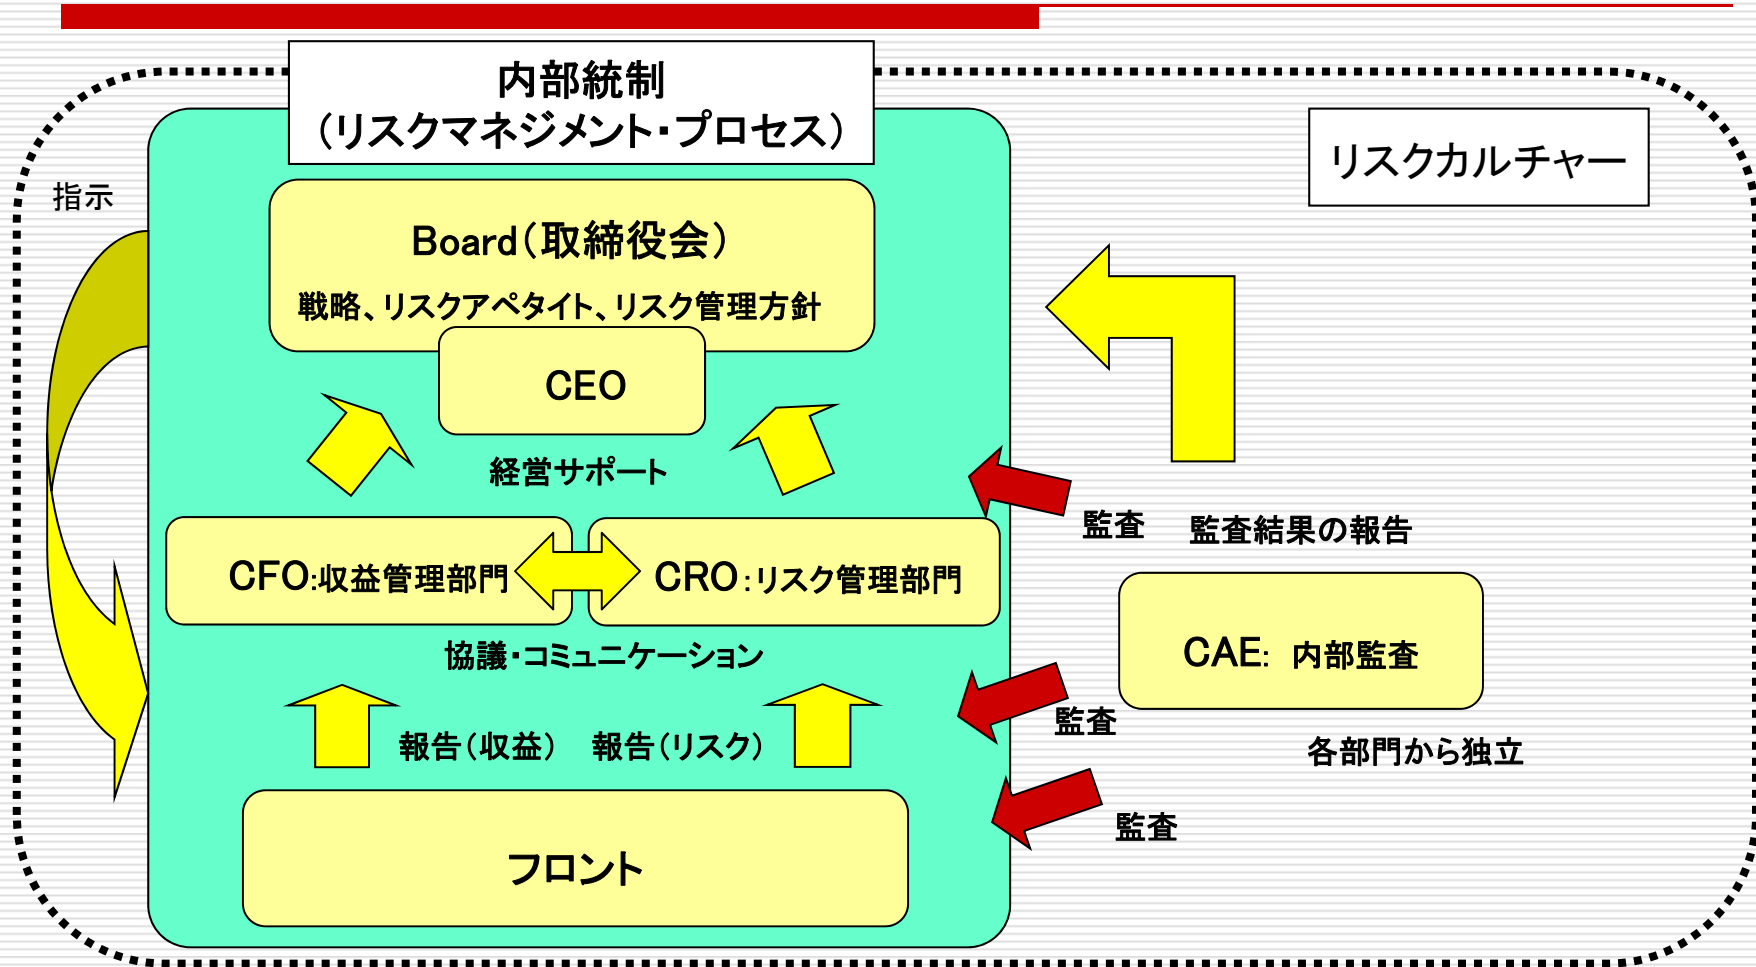 内部統制
（リスクマネジメント・プロセス）
リスクカルチャー
指示
Board（取締役会）
戦略、リスクアペタイト、リスク管理方針
CEO
経営サポート
監査
監査結果の報告
CFO:収益管理部門
CRO：リスク管理部門
CAE： 内部監査
協議・コミュニケーション
監査
報告（収益）
報告（リスク）
各部門から独立
監査
フロント